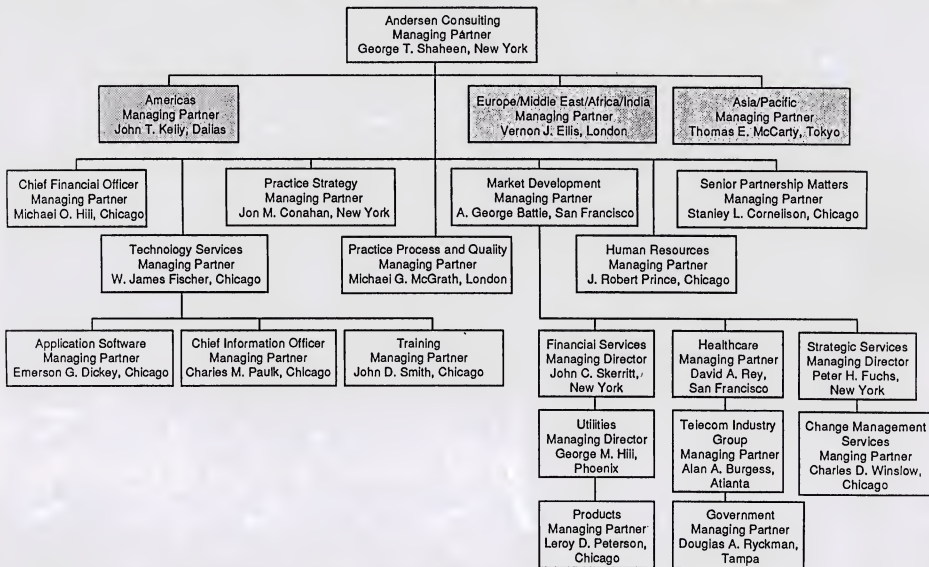 Andersen Consulting
Managing Partner
George T. Shaheen, New York
Americas
Managing Partner
John T. Kelly, Dallas
Europe/Middle East/Africa/India
Managing Partner
Vernon J. Ellis, London
Asia/Pacific
Managing Partner
Thomas E. McCarty, Tokyo
Chief Financial Officer
Managing Partner
Michael O. Hill, Chicago
Practice Strategy
Managing Partner
Jon M. Conahan, New York
Market Development
Managing Partner
A. George Battle, San Francisco
Senior Partnership Matters
Managing Partner
Stanley L. Cornelison, Chicago
Technology Services
Managing Partner
W. James Fischer, Chicago
Practice Process and Quality
Managing Partner
Michael G. McGrath, London
Human Resources
Managing Partner
J. Robert Prince, Chicago
Application Software
Managing Partner
Emerson G. Dickey, Chicago
Chief Information Officer
Managing Partner
Charles M. Paulk, Chicago
Training
Managing Partner
John D. Smith, Chicago
Financial Services
Managing Director
John C. Skerritt,
New York
Healthcare
Managing Partner
David A. Rey,
San Francisco
Strategic Services
Managing Director
Peter H. Fuchs,
New York
Utilities
Managing Director
George M. Hill,
Phoenix
Telecom Industry
Group
Managing Partner
Alan A. Burgess,
Atlanta
Change Management
Services
Manging Partner
Charles D. Winslow,
Chicago
Products
Managing Partner
Leroy D. Peterson,
Chicago
Government
Managing Partner
Douglas A. Ryckman,
Tampa